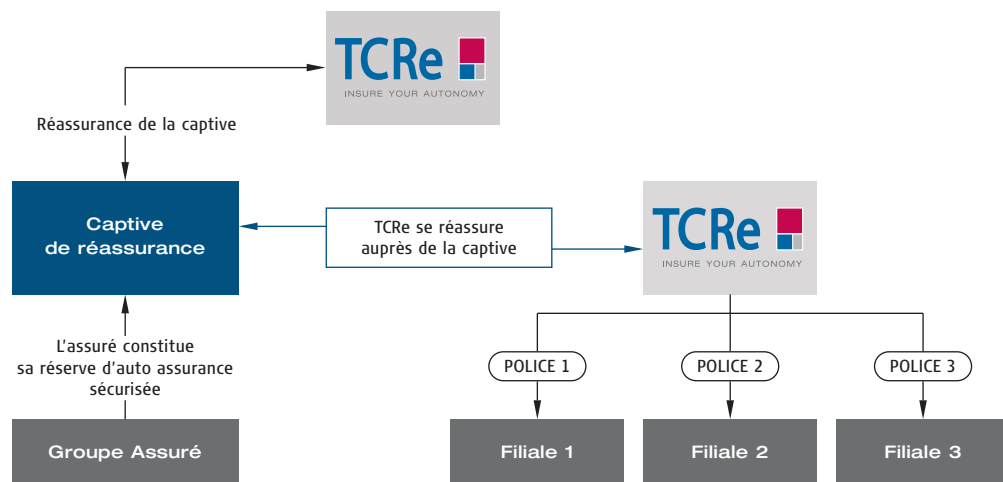 TCRe
INSURE YOUR AUTONOMY
Réassurance de la captive
Captive
de réassurance
TCRe se réassure
auprès de la captive
TCRe
INSURE YOUR AUTONOMY
L'assuré constitue
sa réserve d'auto assurance
sécurisée
POLICE 1
POLICE 2
POLICE 3
Groupe Assuré
Filiale 1
Filiale 2
Filiale 3